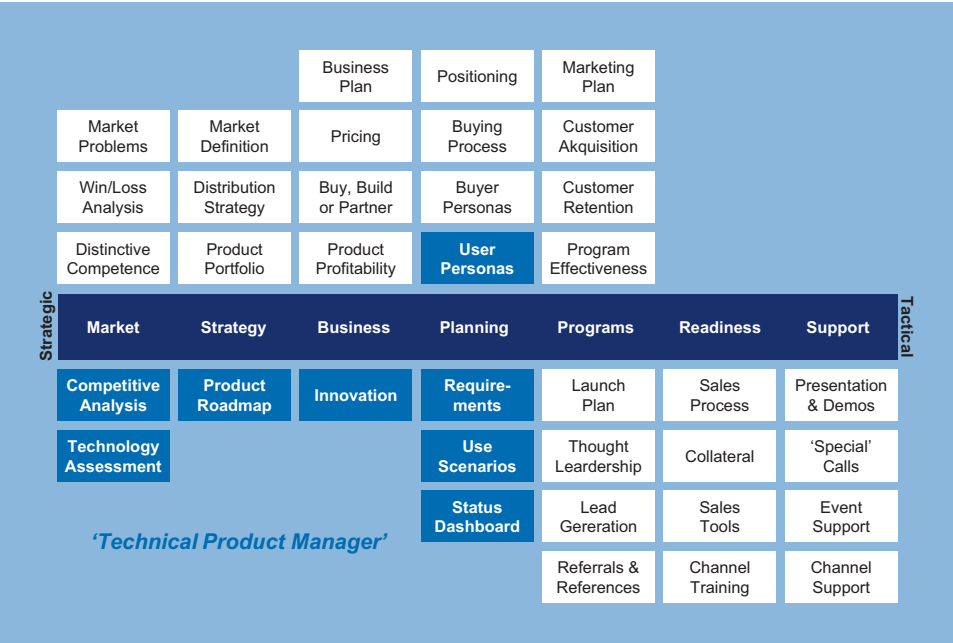 Business
Plan
Positioning
Marketing
Plan
Market
Problems
Market
Definition
Pricing
Buying
Process
Customer
Akquisition
Win/Loss
Analysis
Distribution
Strategy
Buy, Build
or Partner
Buyer
Personas
Customer
Retention
Distinctive
Competence
Product
Portfolio
Product
Profitability
User
Personas
Program
Effectiveness
Strategic
Market
Strategy
Business
Planning
Programs
Readiness
Support
Tactical
Competitive
Analysis
Product
Roadmap
Innovation
Require-
ments
Launch
Plan
Sales
Process
Presentation
& Demos
Technology
Assessment
Use
Scenarios
Thought
Leardership
Collateral
‘Special’
Calls
Status
Dashboard
Lead
Gereration
Sales
Tools
Event
Support
‘Technical Product Manager’
Referrals &
References
Channel
Training
Channel
Support